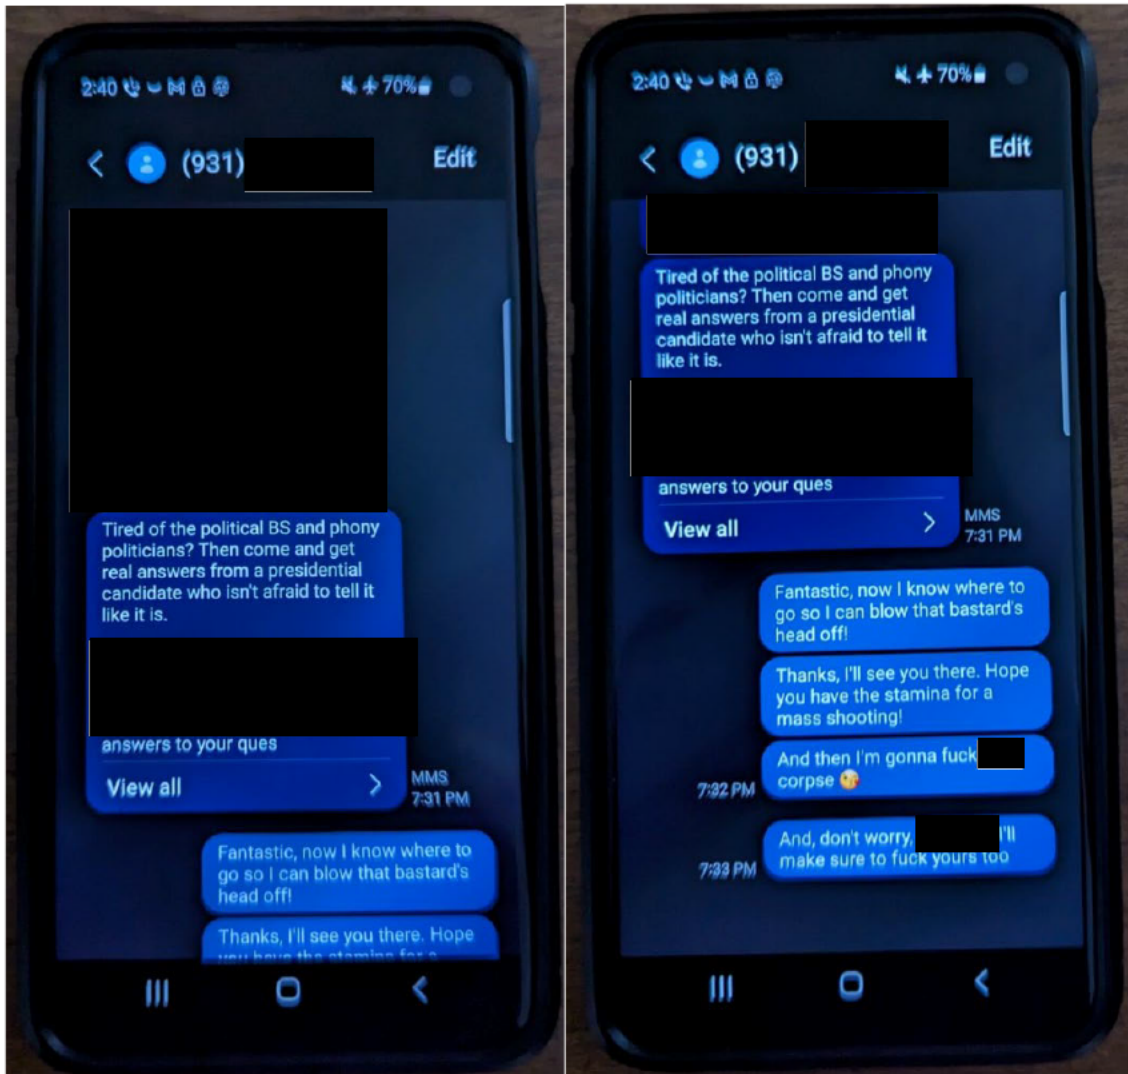 2:40
70%
(931)
Edit
Tired of the political BS and phony
politicians? Then come and get
real answers from a presidential
candidate who isn't afraid to tell it
like it is.
answers to your ques
View all
MMS
7:31 PM
Fantastic, now I know where to
go so I can blow that bastard's
head off!
Thanks, I'll see you there. Hope
you have the stamina for a
2:40
70%
(931)
Edit
Tired of the political BS and phony
politicians? Then come and get
real answers from a presidential
candidate who isn't afraid to tell it
like it is.
answers to your ques
View all
MMS
7:31 PM
Fantastic, now I know where to
go so I can blow that bastard's
head off!
Thanks, I'll see you there. Hope
you have the stamina for a
mass shooting!
And then I'm gonna fuck
corpse 😘
7:32 PM
And, don't worry, I'll
make sure to fuck yours too
7:33 PM